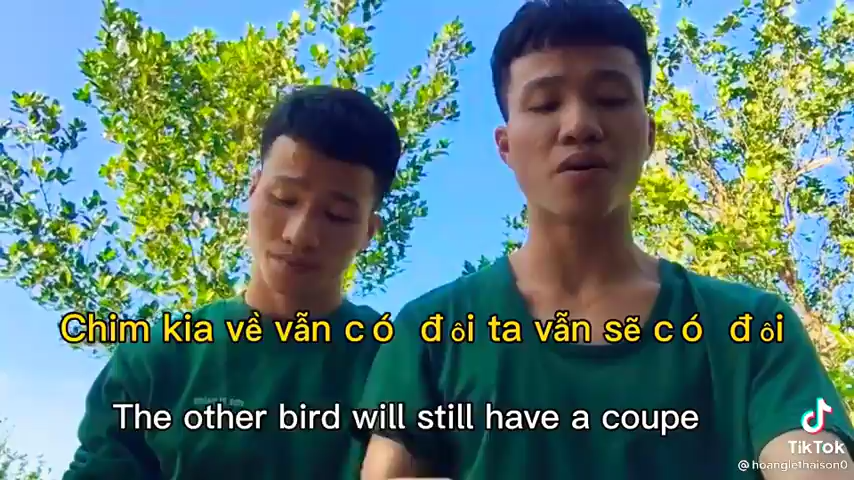 Chim kia về vẫn có đôi ta vẫn sẽ có đôi
The other bird will still have a coupe
TikTok
@hoanglethaison0